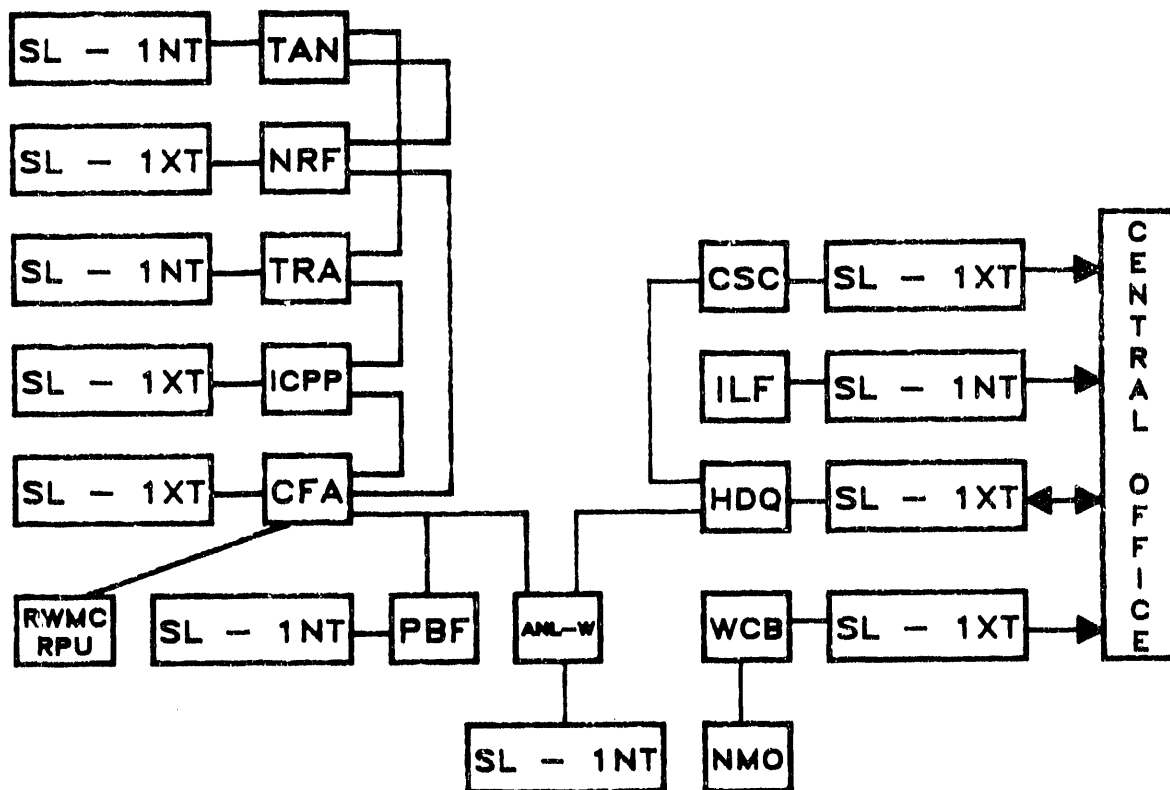 SL - 1NT
TAN
SL - 1XT
NRF
SL - 1NT
TRA
SL - 1XT
ICPP
SL - 1XT
CFA
RWMC
RPU
SL - 1NT
PBF
ANL-W
SL - 1NT
CSC
SL - 1XT
ILF
SL - 1NT
HDQ
SL - 1XT
WCB
SL - 1XT
NMO
CENTRAL OFFICE